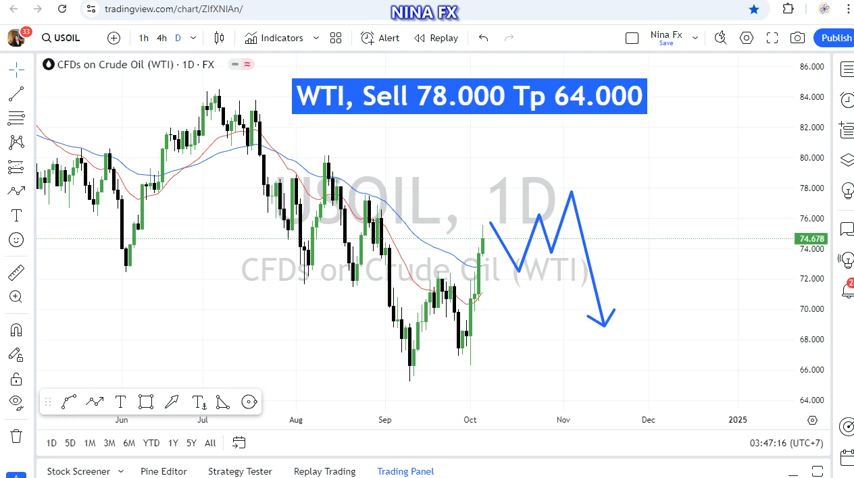 NINA FX
tradingview.com/chart/ZIfXNIAn/
33
USOIL
1h 4h D
Indicators
Alert
Replay
Nina Fx
Save
Publish
CFDs on Crude Oil (WTI) · 1D · FX
WTI, Sell 78.000 Tp 64.000
USOIL, 1D
CFDs on Crude Oil (WTI)
86.000
84.000
82.000
80.000
78.000
76.000
74.678
74.000
72.000
70.000
68.000
66.000
64.000
Jun Jul Aug Sep Oct Nov Dec 2025
1D 5D 1M 3M 6M YTD 1Y 5Y All
03:47:16 (UTC+7)
Stock Screener Pine Editor Strategy Tester Replay Trading Trading Panel